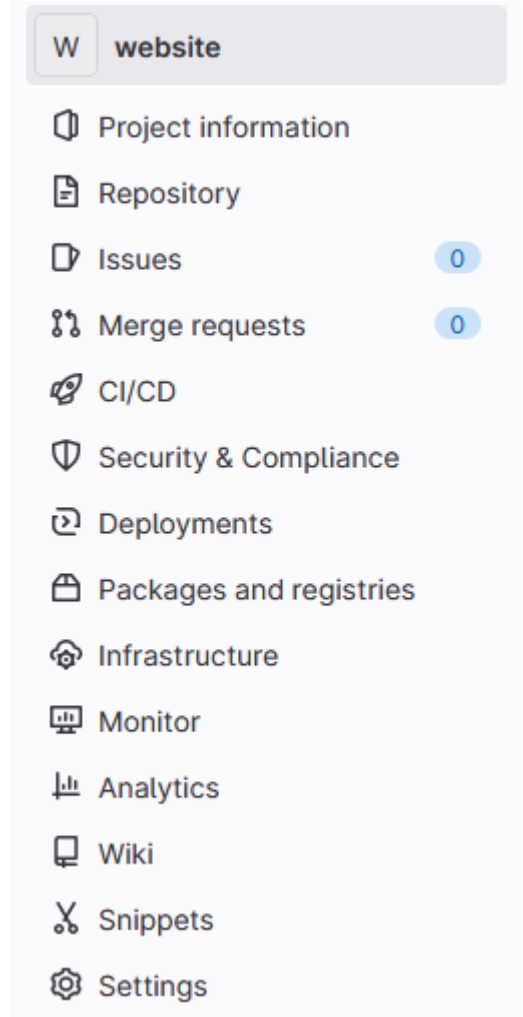 W website
Project information
Repository
Issues 0
Merge requests 0
CI/CD
Security & Compliance
Deployments
Packages and registries
Infrastructure
Monitor
Analytics
Wiki
Snippets
Settings